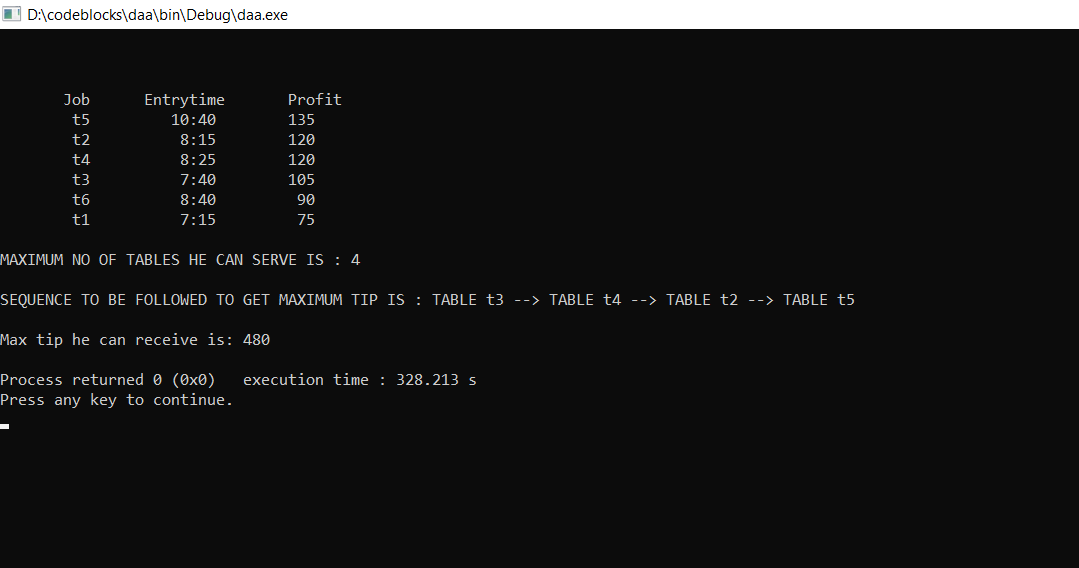 D:\codeblocks\daa\bin\Debug\daa.exe
Job Entrytime Profit
t5 10:40 135
t2 8:15 120
t4 8:25 120
t3 7:40 105
t6 8:40 90
t1 7:15 75
MAXIMUM NO OF TABLES HE CAN SERVE IS : 4
SEQUENCE TO BE FOLLOWED TO GET MAXIMUM TIP IS : TABLE t3 --> TABLE t4 --> TABLE t2 --> TABLE t5
Max tip he can receive is: 480
Process returned 0 (0x0) execution time : 328.213 s
Press any key to continue.